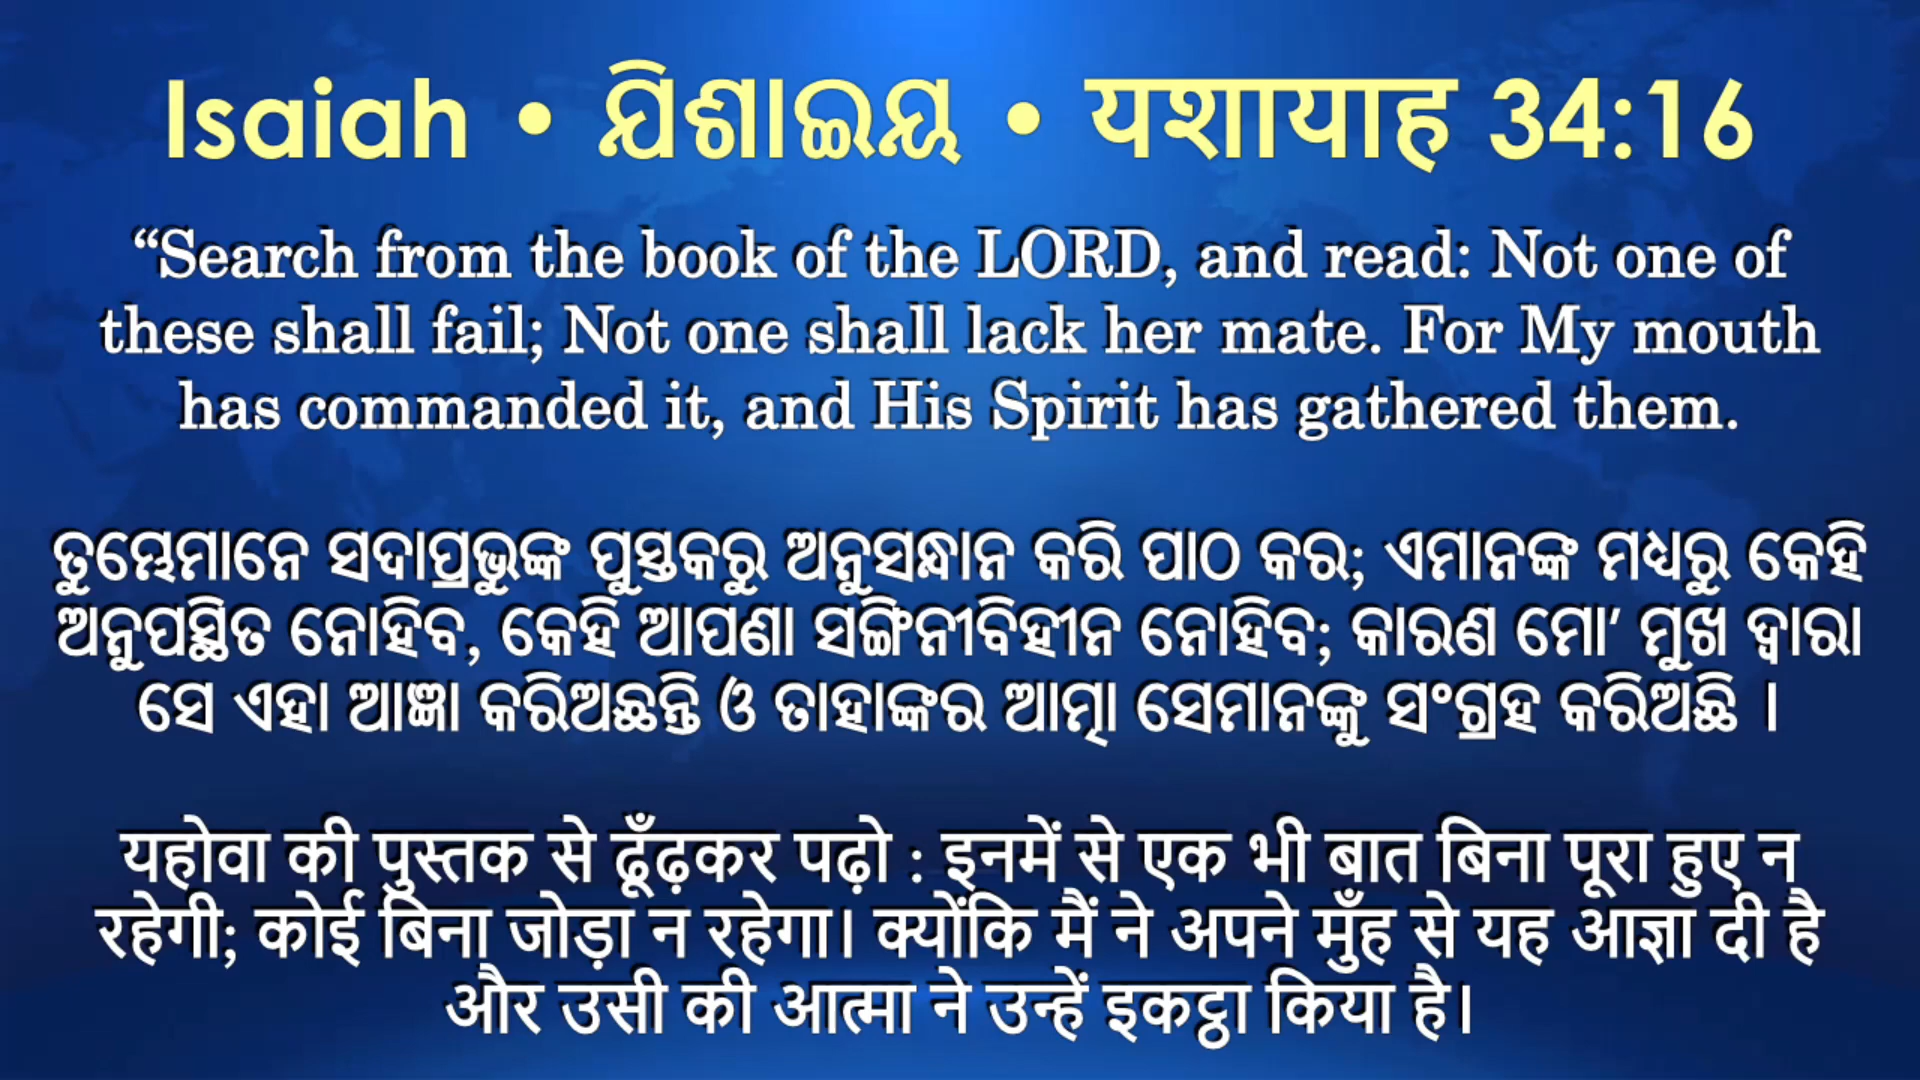 Isaiah • ଯିଶାଇୟ • यशायाह 34:16
“Search from the book of the LORD, and read: Not one of
these shall fail; Not one shall lack her mate. For My mouth
has commanded it, and His Spirit has gathered them.
ତୁମ୍ଭେମାନେ ସଦାପ୍ରଭୁଙ୍କ ପୁସ୍ତକରୁ ଅନୁସନ୍ଧାନ କରି ପାଠ କର; ଏମାନଙ୍କ ମଧ୍ୟରୁ କେହି
ଅନୁପସ୍ଥିତ ନୋହିବ, କେହି ଆପଣା ସଙ୍ଗିନୀବିହୀନ ନୋହିବ; କାରଣ ମୋ’ ମୁଖ ଦ୍ୱାରା
ସେ ଏହା ଆଜ୍ଞା କରିଅଛନ୍ତି ଓ ତାହାଙ୍କର ଆତ୍ମା ସେମାନଙ୍କୁ ସଂଗ୍ରହ କରିଅଛି ।
यहोवा की पुस्तक से ढूँढ़कर पढ़ो : इनमें से एक भी बात बिना पूरा हुए न
रहेगी; कोई बिना जोड़ा न रहेगा। क्योंकि मैं ने अपने मुँह से यह आज्ञा दी है
और उसी की आत्मा ने उन्हें इकट्ठा किया है।